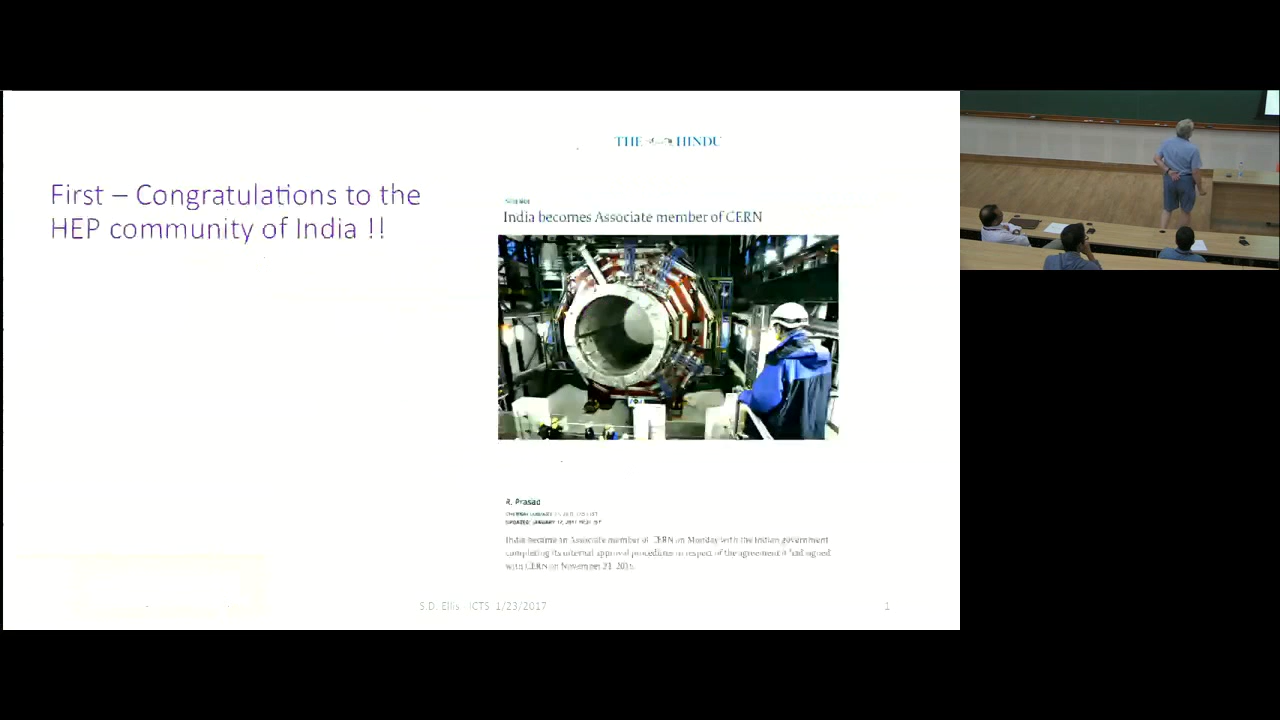 First – Congratulations to the
HEP community of India !!
THE HINDU
India becomes Associate member of CERN
R. Prasad
India became an Associate member of CERN on Monday with the Indian government
completing its internal approval procedures in respect of the agreement it had signed
with CERN on November 21, 2016.
S.D. Ellis ICTS 1/23/2017
1